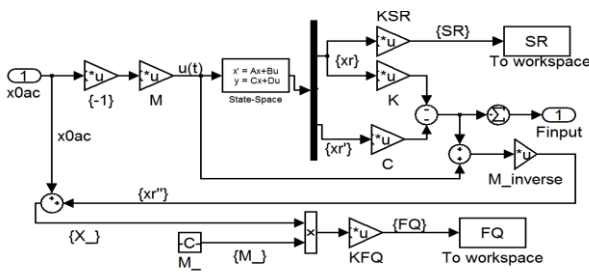 KSR
{SR}
SR
To workspace
*u
1
x0ac
*u
{-1}
*u
M
u(t)
x' = Ax+Bu
y = Cx+Du
State-Space
{xr}
*u
K
1
Finput
x0ac
{xr'}
*u
C
*u
M_inverse
{xr"}
{X_}
-C-
M_
{M_}
x
*u
KFQ
{FQ}
FQ
To workspace